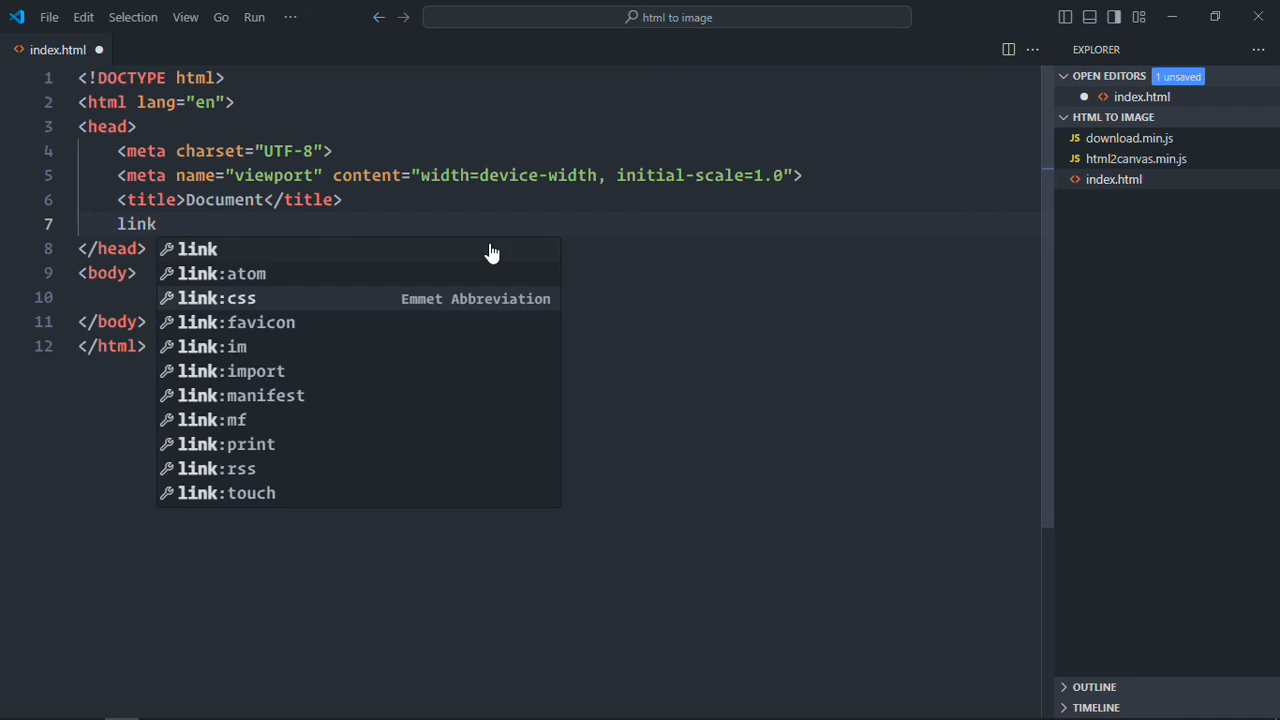 File Edit Selection View Go Run ···
html to image
index.html
EXPLORER
OPEN EDITORS 1 unsaved
index.html
HTML TO IMAGE
JS download.min.js
JS html2canvas.min.js
index.html
1 <!DOCTYPE html>
2 <html lang="en">
3 <head>
4 <meta charset="UTF-8">
5 <meta name="viewport" content="width=device-width, initial-scale=1.0">
6 <title>Document</title>
7 link
8 </head>
9 <body>
10
11 </body>
12 </html>
link
link:atom
link:css Emmet Abbreviation
link:favicon
link:im
link:import
link:manifest
link:mf
link:print
link:rss
link:touch
OUTLINE
TIMELINE